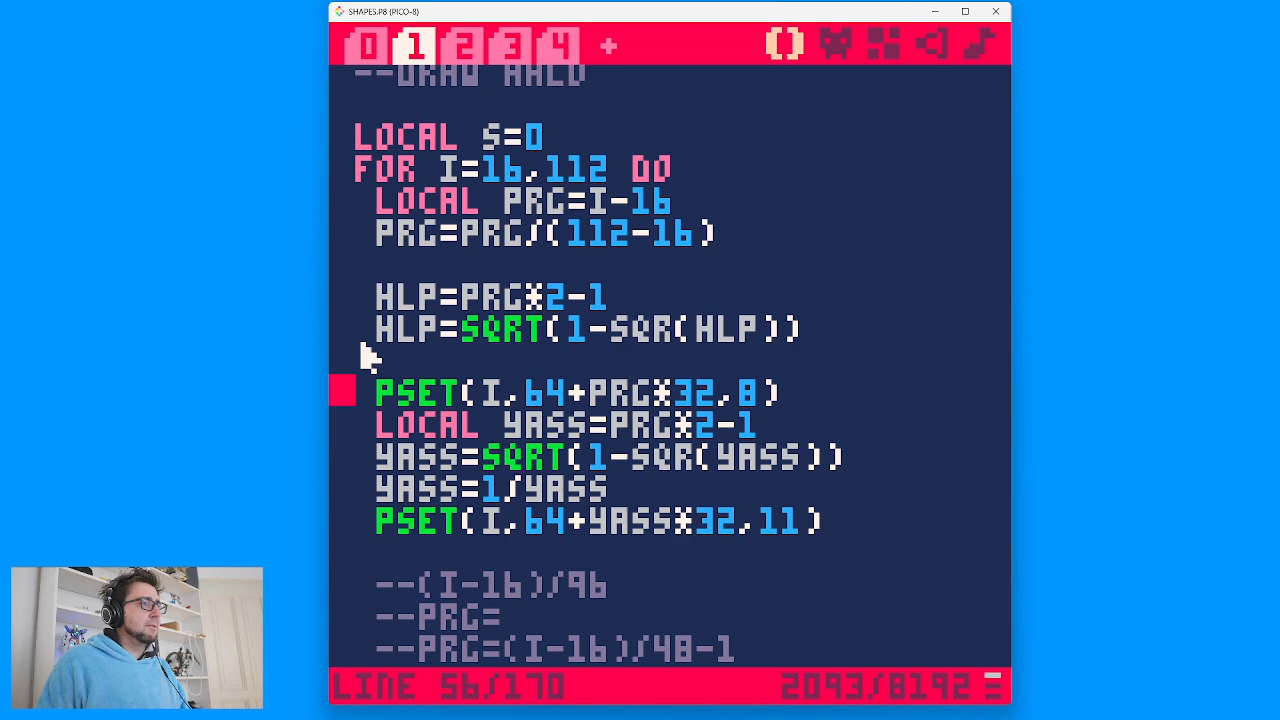 SHAPES.P8 (PICO-8)
0 1 2 3 4 +
LOCAL S=0
FOR I=16,112 DO
LOCAL PRG=I-16
PRG=PRG/(112-16)
HLP=PRG*2-1
HLP=SQRT(1-SQR(HLP))
PSET(I,64+PRG*32,8)
LOCAL YASS=PRG*2-1
YASS=SQRT(1-SQR(YASS))
YASS=1/YASS
PSET(I,64+YASS*32,11)
--(I-16)/96
--PRG=
--PRG=(I-16)/48-1
LINE 56/170
2093/8192